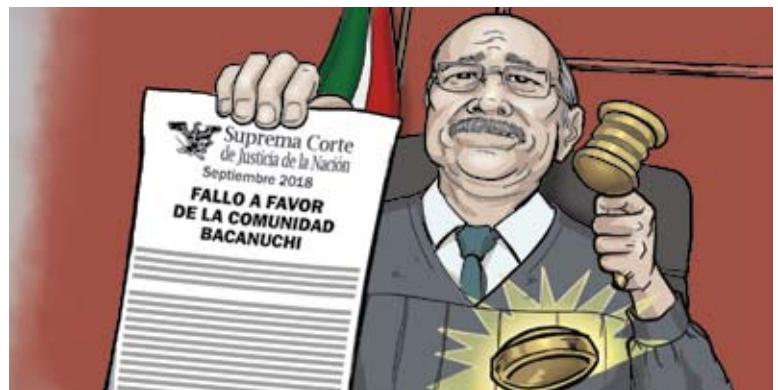 Suprema Corte
de Justicia de la Nación
Septiembre 2018
FALLO A FAVOR
DE LA COMUNIDAD
BACANUCHI